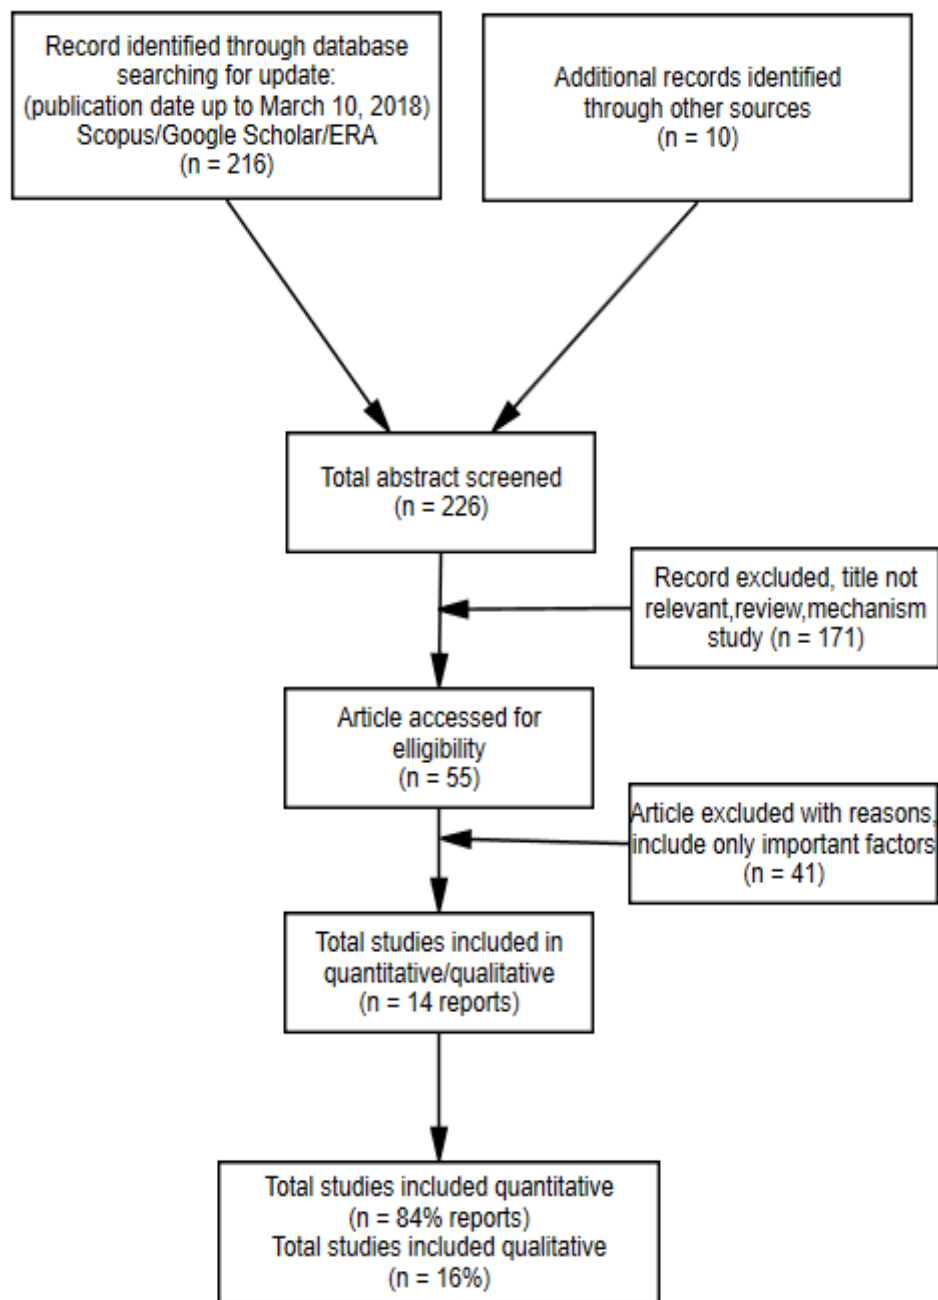 Record identified through database
searching for update:
(publication date up to March 10, 2018)
Scopus/Google Scholar/ERA
(n = 216)
Additional records identified
through other sources
(n = 10)
Total abstract screened
(n = 226)
Record excluded, title not
relevant,review,mechanism
study (n = 171)
Article accessed for
elligibility
(n = 55)
Article excluded with reasons,
include only important factors
(n = 41)
Total studies included in
quantitative/qualitative
(n = 14 reports)
Total studies included quantitative
(n = 84% reports)
Total studies included qualitative
(n = 16%)